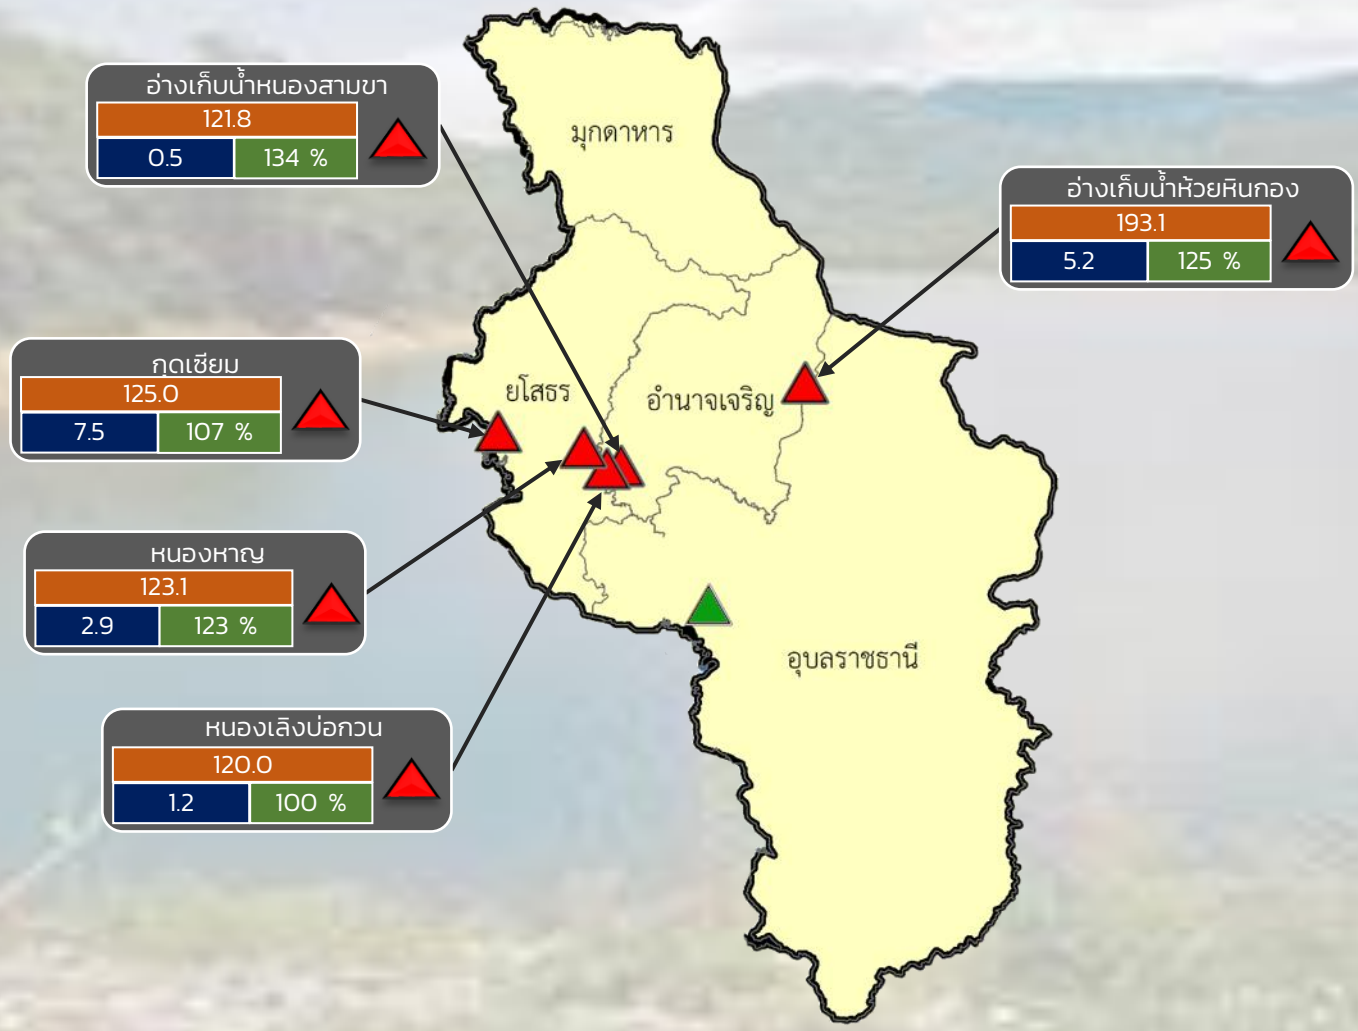 อ่างเก็บน้ำหนองสามขา
121.8
0.5 134 %
มุกดาหาร
อ่างเก็บน้ำห้วยหินกอง
193.1
5.2 125 %
กุดเซียม
125.0
7.5 107 %
ยโสธร
อำนาจเจริญ
หนองหาญ
123.1
2.9 123 %
อุบลราชธานี
หนองเลิงบ่อกวน
120.0
1.2 100 %